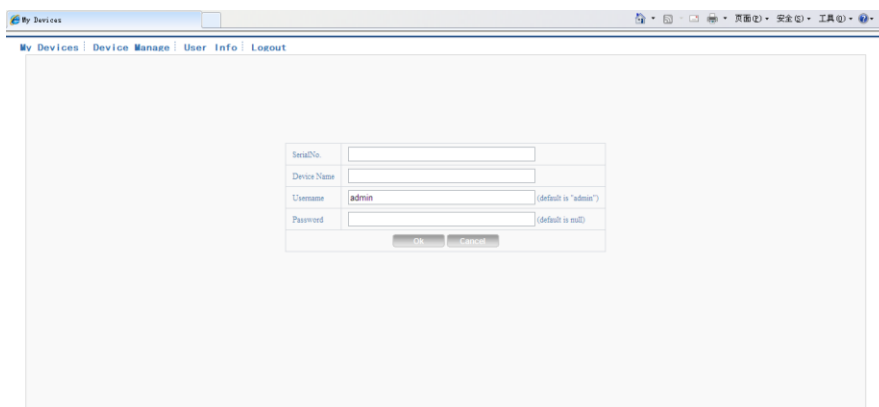 My Devices
页面(P) 安全(S) 工具(O)
My Devices Device Manage User Info Logout
SerialNo.
Device Name
Username admin (default is "admin")
Password (default is null)
Ok Cancel